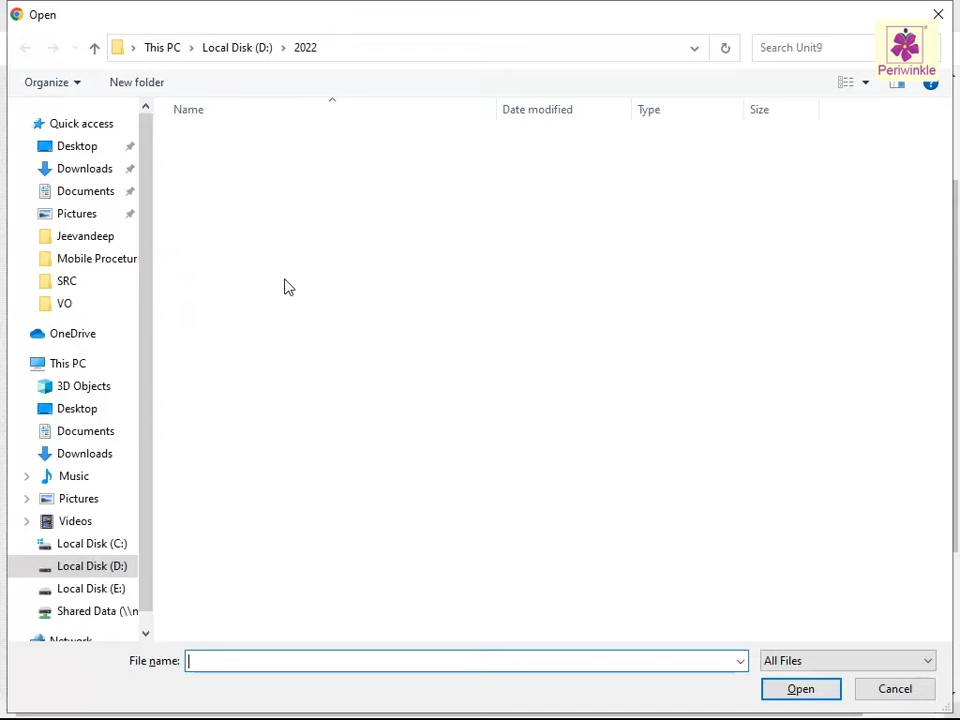 Open
This PC > Local Disk (D:) > 2022
Search Unit9
Periwinkle
Organize
New folder
?
Name
Date modified
Type
Size
Quick access
Desktop
Downloads
Documents
Pictures
Jeevandeep
Mobile Procetur
SRC
VO
OneDrive
This PC
3D Objects
Desktop
Documents
Downloads
Music
Pictures
Videos
Local Disk (C:)
Local Disk (D:)
Local Disk (E:)
Shared Data (\\n
Network
File name:
All Files
Open
Cancel